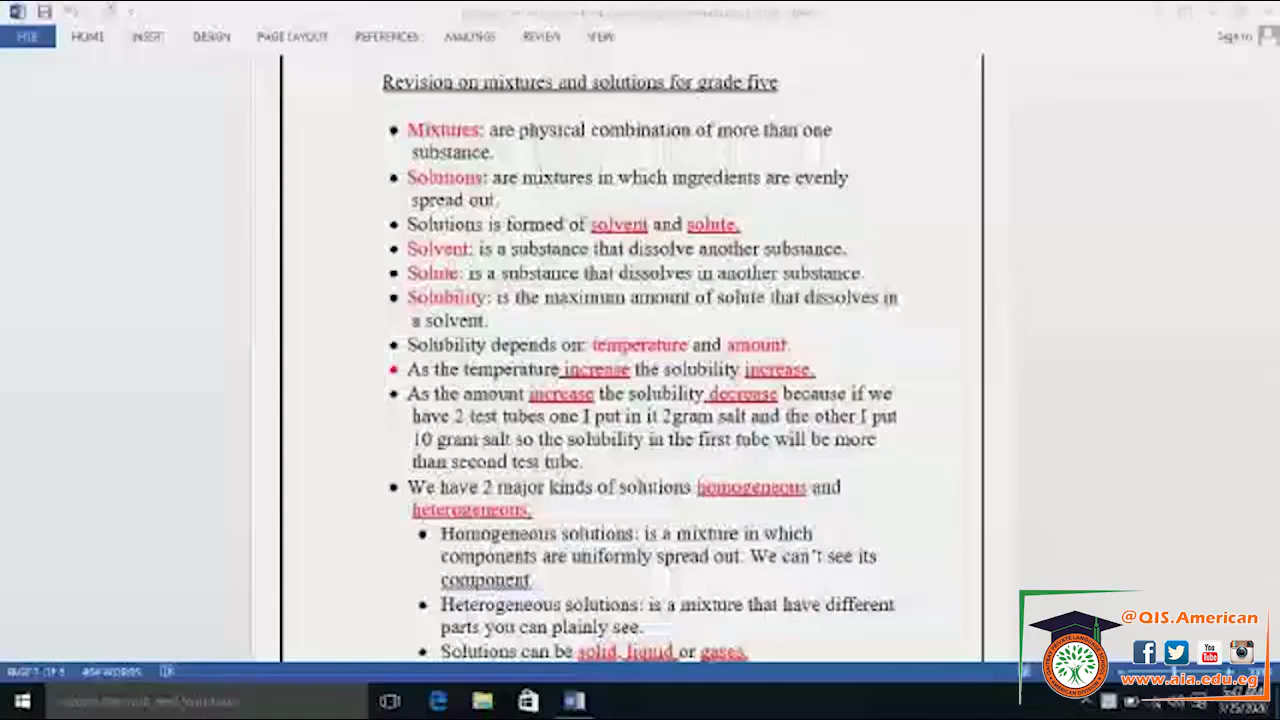 FILE HOME INSERT DESIGN PAGE LAYOUT REFERENCES MAILINGS REVIEW VIEW Sign in
Revision on mixtures and solutions for grade five
• Mixtures: are physical combination of more than one
substance.
• Solutions: are mixtures in which ingredients are evenly
spread out.
• Solutions is formed of solvent and solute.
• Solvent: is a substance that dissolve another substance.
• Solute: is a substance that dissolves in another substance.
• Solubility: is the maximum amount of solute that dissolves in
a solvent.
• Solubility depends on: temperature and amount.
• As the temperature increase the solubility increase.
• As the amount increase the solubility decrease because if we
have 2 test tubes one I put in it 2gram salt and the other I put
10 gram salt so the solubility in the first tube will be more
than second test tube.
• We have 2 major kinds of solutions homogeneous and
heterogeneous.
• Homogeneous solutions: is a mixture in which
components are uniformly spread out. We can't see its
component.
• Heterogeneous solutions: is a mixture that have different
parts you can plainly see.
• Solutions can be solid, liquid or gases.
@QIS.American
You
Tube
www.aia.edu.eg